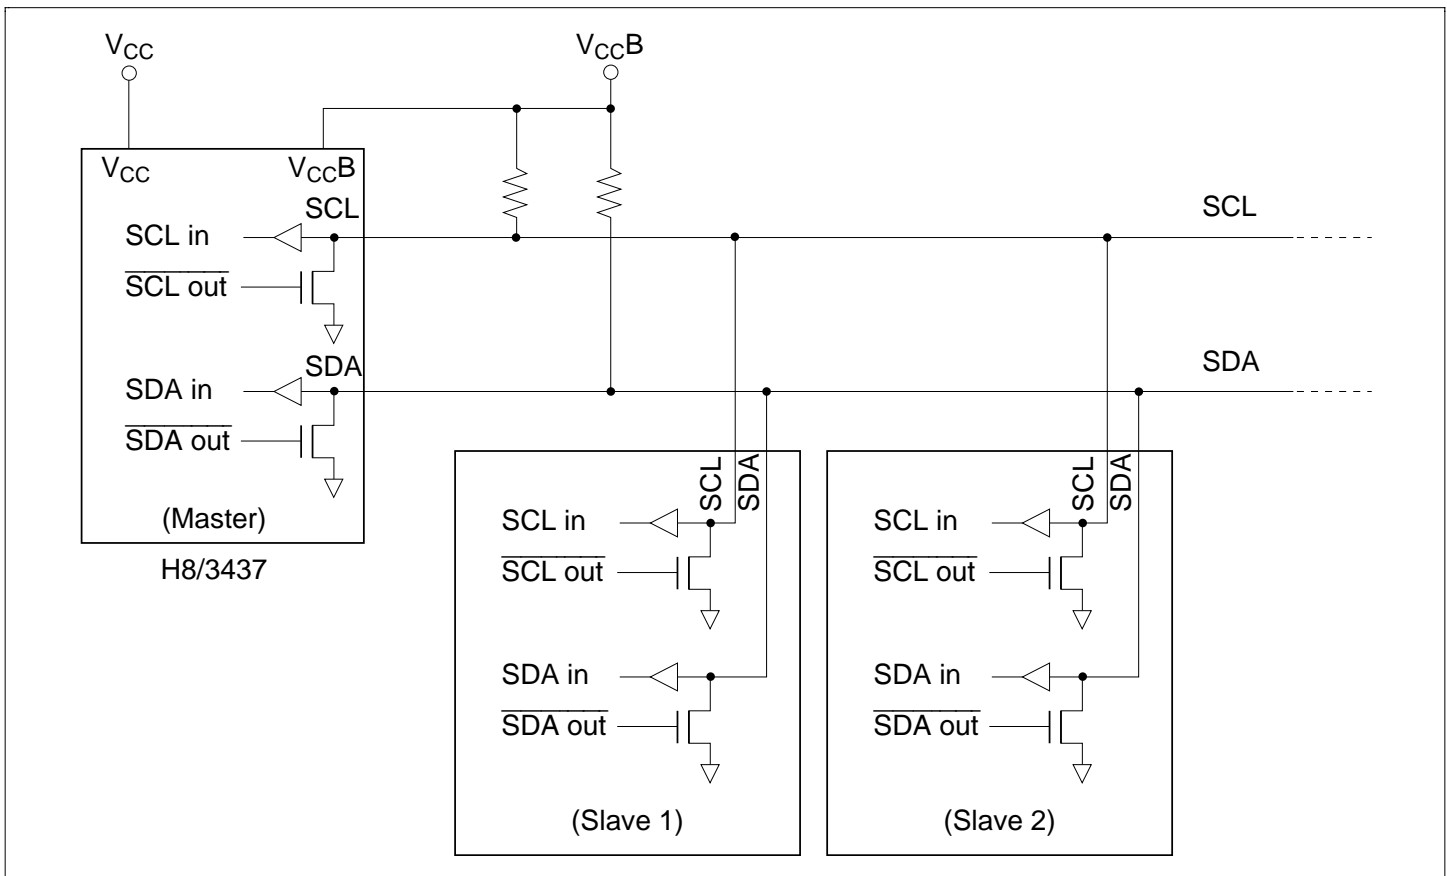 VCC
VCCB
VCC
VCCB
SCL
SCL in
SCL out
SDA
SDA in
SDA out
(Master)
H8/3437
SCL
SDA
SCL
SDA
SCL in
SCL out
SDA in
SDA out
(Slave 1)
SCL
SDA
SCL in
SCL out
SDA in
SDA out
(Slave 2)